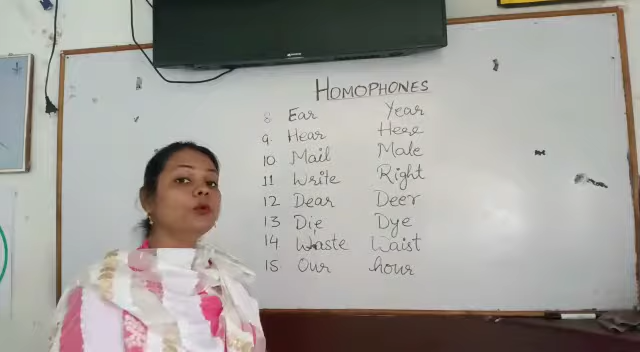 HOMOPHONES
8 Ear Year
9. Hear Here
10 Mail Male
11 Write Right
12 Dear Deer
13 Die Dye
14 Waste Waist
15. Our hour